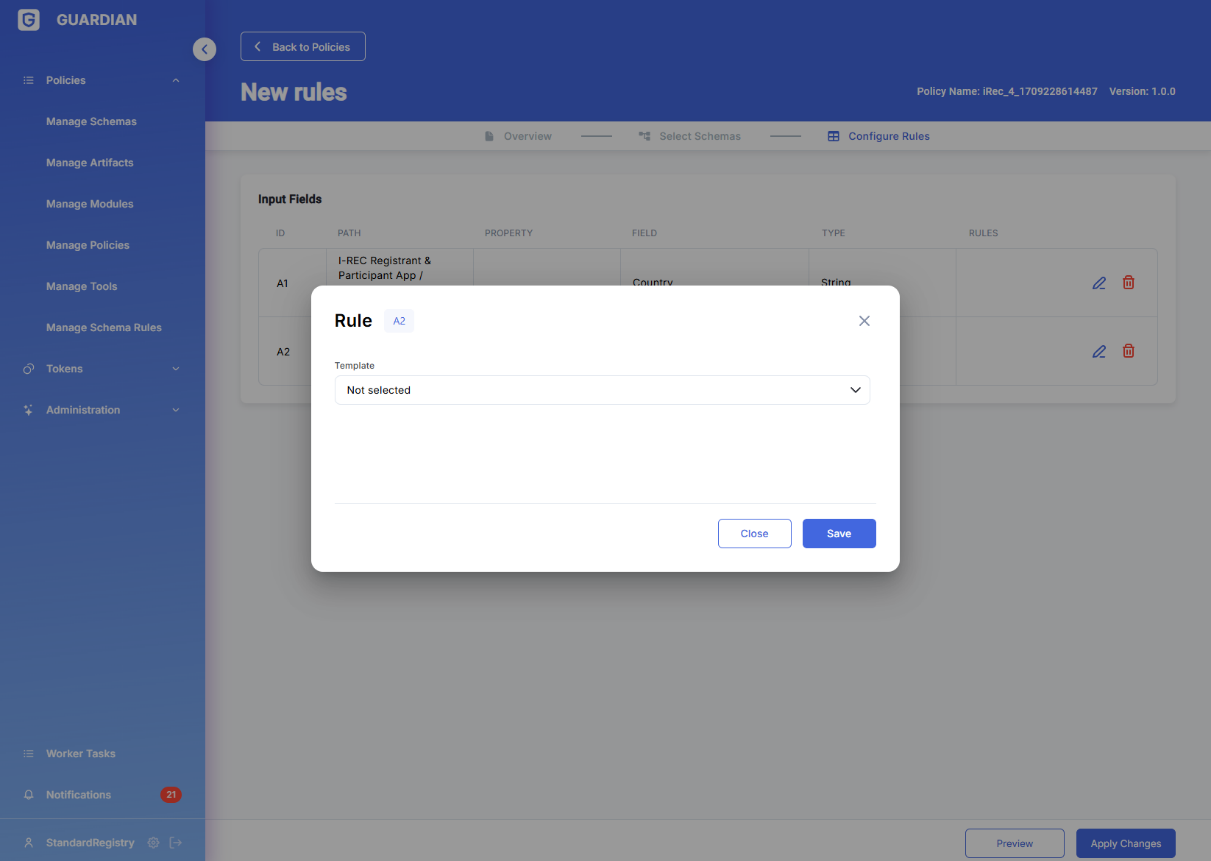 GUARDIAN
Policies
Manage Schemas
Manage Artifacts
Manage Modules
Manage Policies
Manage Tools
Manage Schema Rules
Tokens
Administration
Worker Tasks
Notifications 21
StandardRegistry
Back to Policies
New rules
Policy Name: iRec_4_1709228614487 Version: 1.0.0
Overview Select Schemas Configure Rules
Input Fields
ID PATH PROPERTY FIELD TYPE RULES
I-REC Registrant &
Participant App /
A1 Country String
A2
Rule A2
Template
Not selected
Close Save
Preview Apply Changes